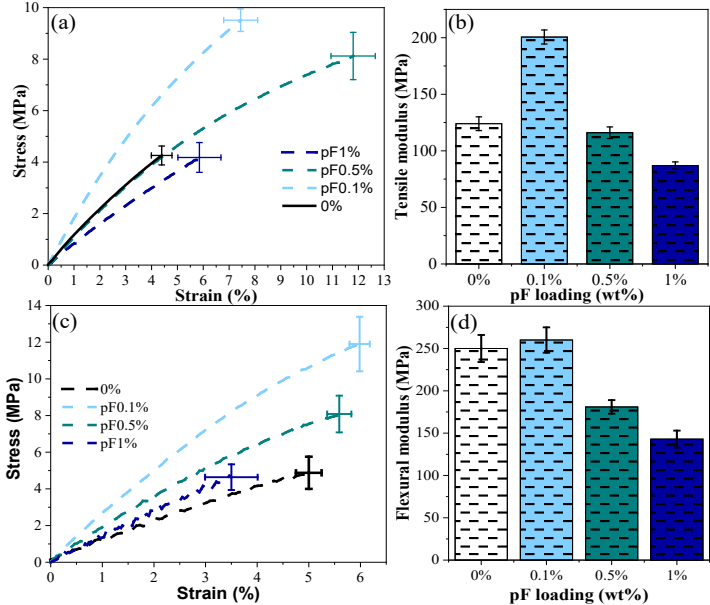 (a)
10
8
6
4
2
0
Stress (MPa)
pF1%
pF0.5%
pF0.1%
0%
0 1 2 3 4 5 6 7 8 9 10 11 12 13
Strain (%)
(b)
200
150
100
50
0
Tensile modulus (MPa)
0% 0.1% 0.5% 1%
pF loading (wt%)
(c)
14
12
10
8
6
4
2
0
Stress (MPa)
0%
pF0.1%
pF0.5%
pF1%
0 1 2 3 4 5 6
Strain (%)
(d)
300
250
200
150
100
50
0
Flexural modulus (MPa)
0% 0.1% 0.5% 1%
pF loading (wt%)